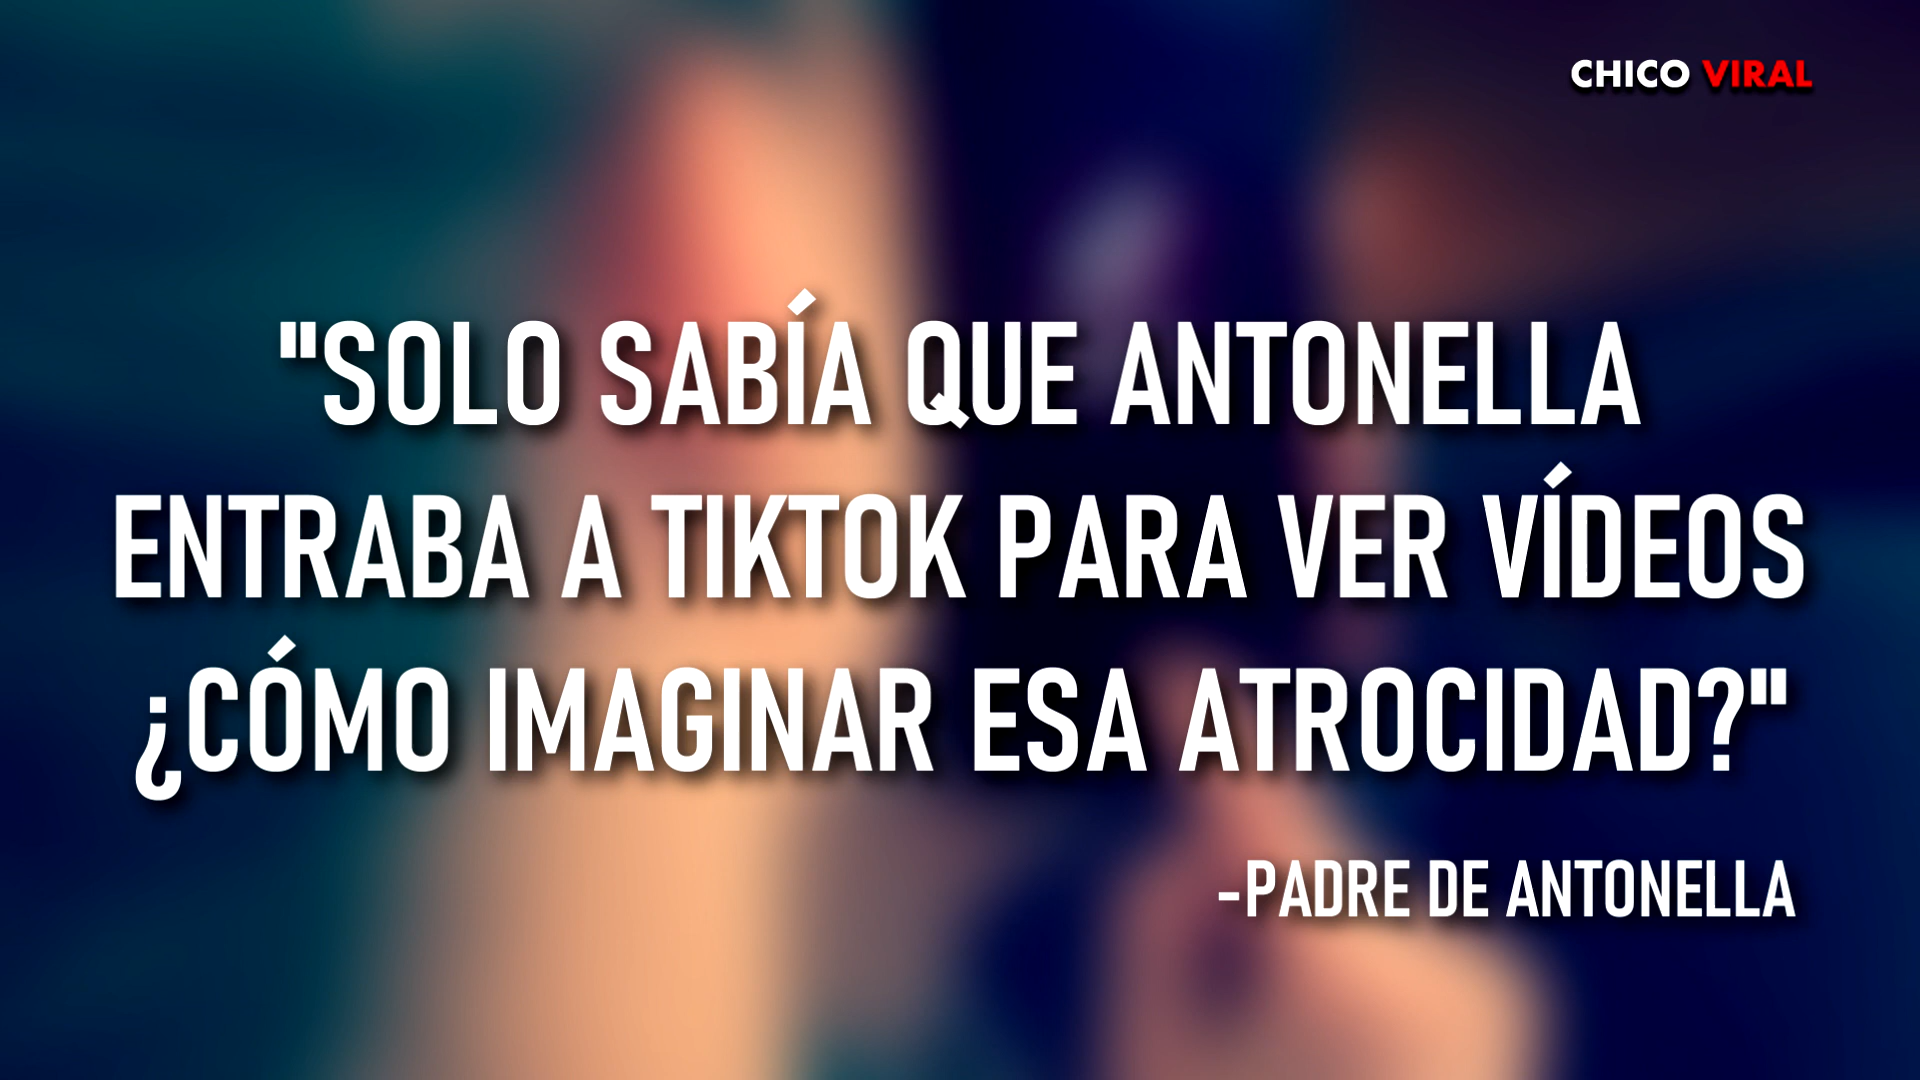 CHICO VIRAL
"SOLO SABÍA QUE ANTONELLA
ENTRABA A TIKTOK PARA VER VÍDEOS
¿CÓMO IMAGINAR ESA ATROCIDAD?"
-PADRE DE ANTONELLA